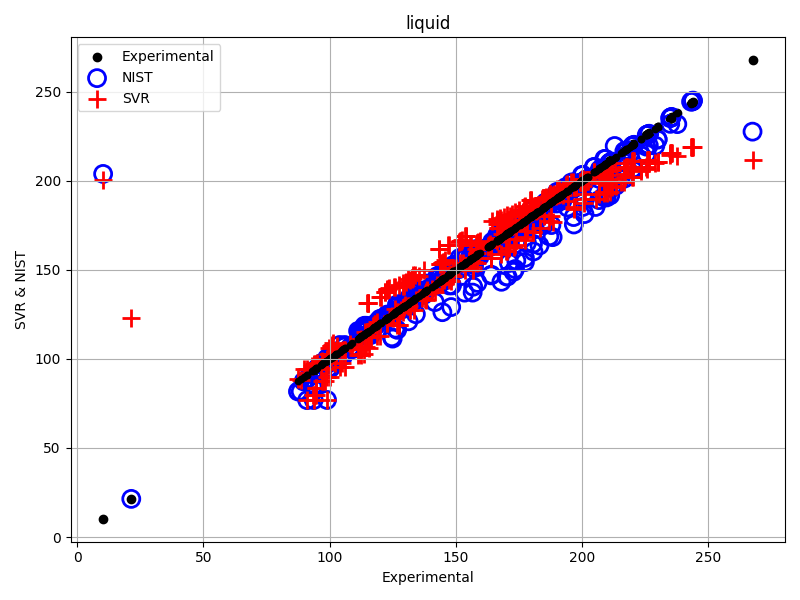 liquid
Experimental
NIST
SVR
250
200
150
100
50
0
SVR & NIST
0 50 100 150 200 250
Experimental